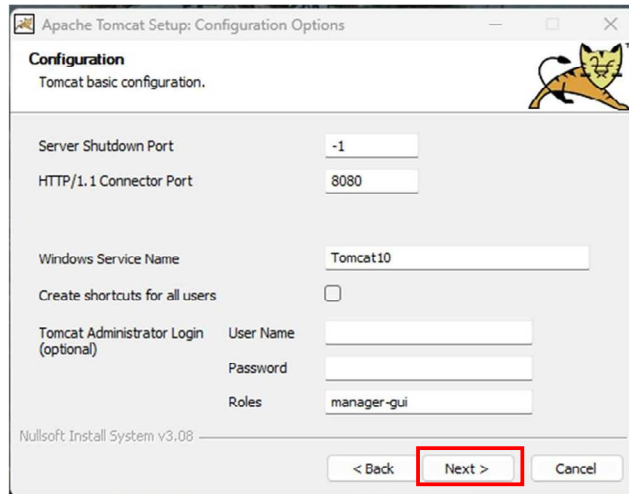 Apache Tomcat Setup: Configuration Options
Configuration
Tomcat basic configuration.
Server Shutdown Port -1
HTTP/1.1 Connector Port 8080
Windows Service Name Tomcat10
Create shortcuts for all users
Tomcat Administrator Login (optional) User Name
Password
Roles manager-gui
Nullsoft Install System v3.08
< Back Next > Cancel